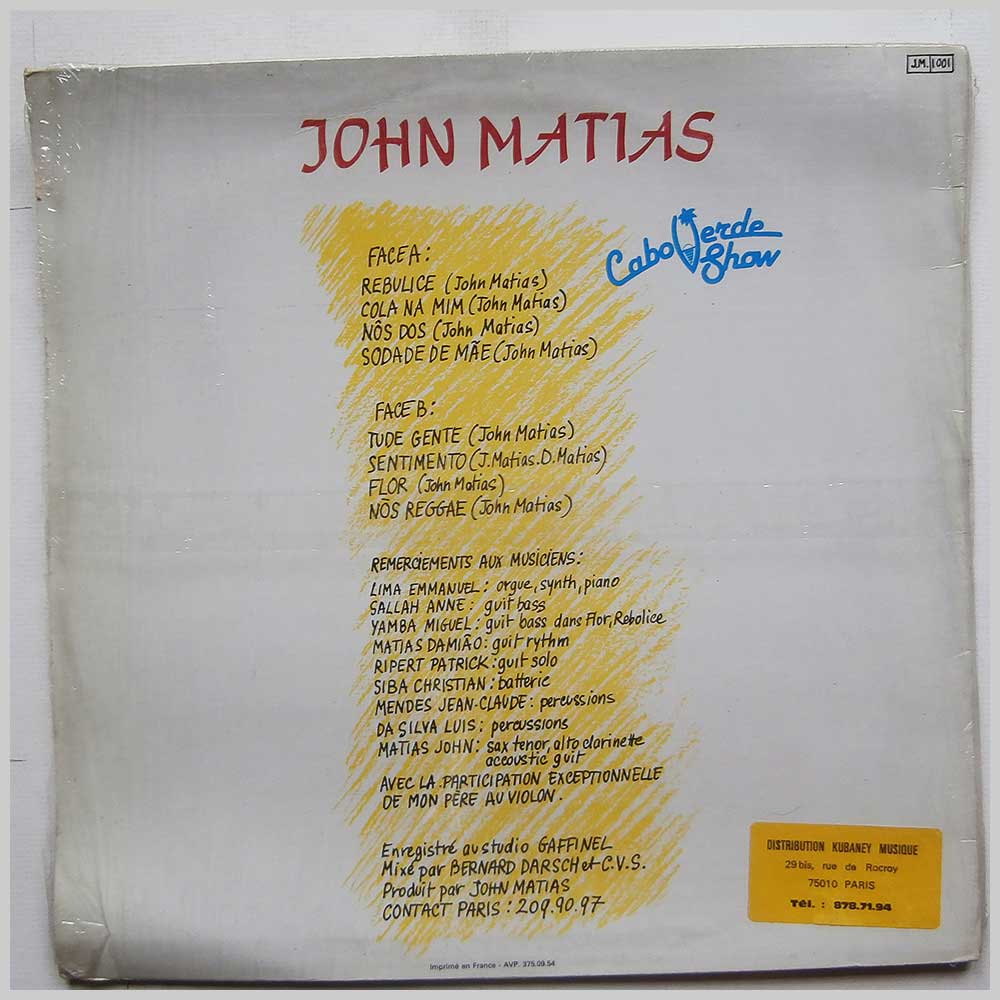 J.M. 1001
JOHN MATIAS
Cabo Verde
Show
FACE A:
REBULICE (John Matias)
COLA NA MIM (John Matias)
NÔS DOS (John Matias)
SODADE DE MÃE (John Matias)
FACE B:
TUDE GENTE (John Matias)
SENTIMENTO (J. Matias. D. Matias)
FLOR (John Matias)
NÕS REGGAE (John Matias)
REMERCIEMENTS AUX MUSICIENS:
LIMA EMMANUEL: orgue, synth, piano
SALLAH ANNE: guit bass
YAMBA MIGUEL: guit bass dans Flor, Rebolice
MATIAS DAMIÃO: guit rythm
RIPERT PATRICK: guit solo
SIBA CHRISTIAN: batterie
MENDES JEAN-CLAUDE: percussions
DA SILVA LUIS: percussions
MATIAS JOHN: sax tenor, alto clarinette
accoustic guit
AVEC LA PARTICIPATION EXCEPTIONNELLE
DE MON PÈRE AU VIOLON.
Enregistré au studio GAFFINEL
Mixé par BERNARD DARSCH et C.V.S.
Produit par JOHN MATIAS
CONTACT PARIS: 209.90.97
DISTRIBUTION KUBANEY MUSIQUE
29 bis, rue de Rocroy
75010 PARIS
Tél. : 878.71.94
Imprimé en France - AVP. 375.09.54